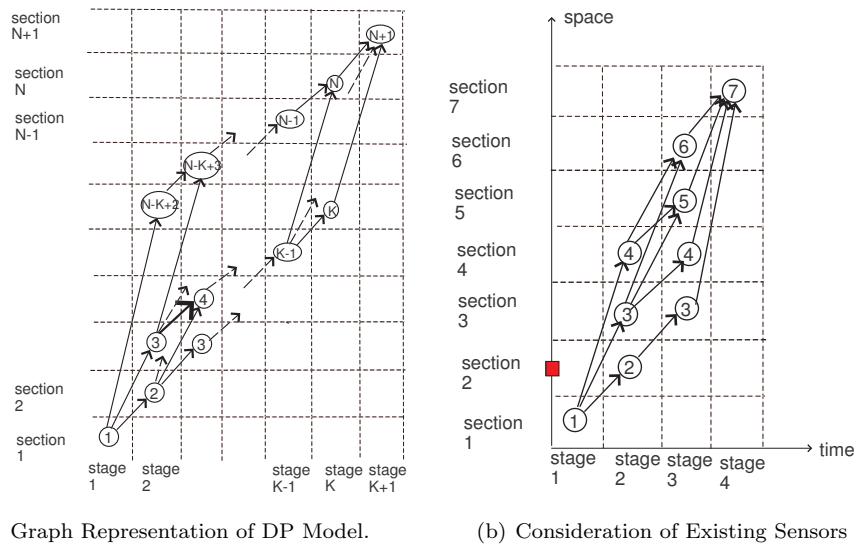 section
N+1
section
N
section
N-1
section
2
section
1
N+1
N
N-1
N-K+3
N-K+2
K
K-1
4
3
3
2
1
stage
1
stage
2
stage
K-1
stage
K
stage
K+1
Graph Representation of DP Model.
space
section
7
section
6
section
5
section
4
section
3
section
2
section
1
7
6
5
4
4
3
3
2
1
time
stage
1
stage
2
stage
3
stage
4
(b) Consideration of Existing Sensors